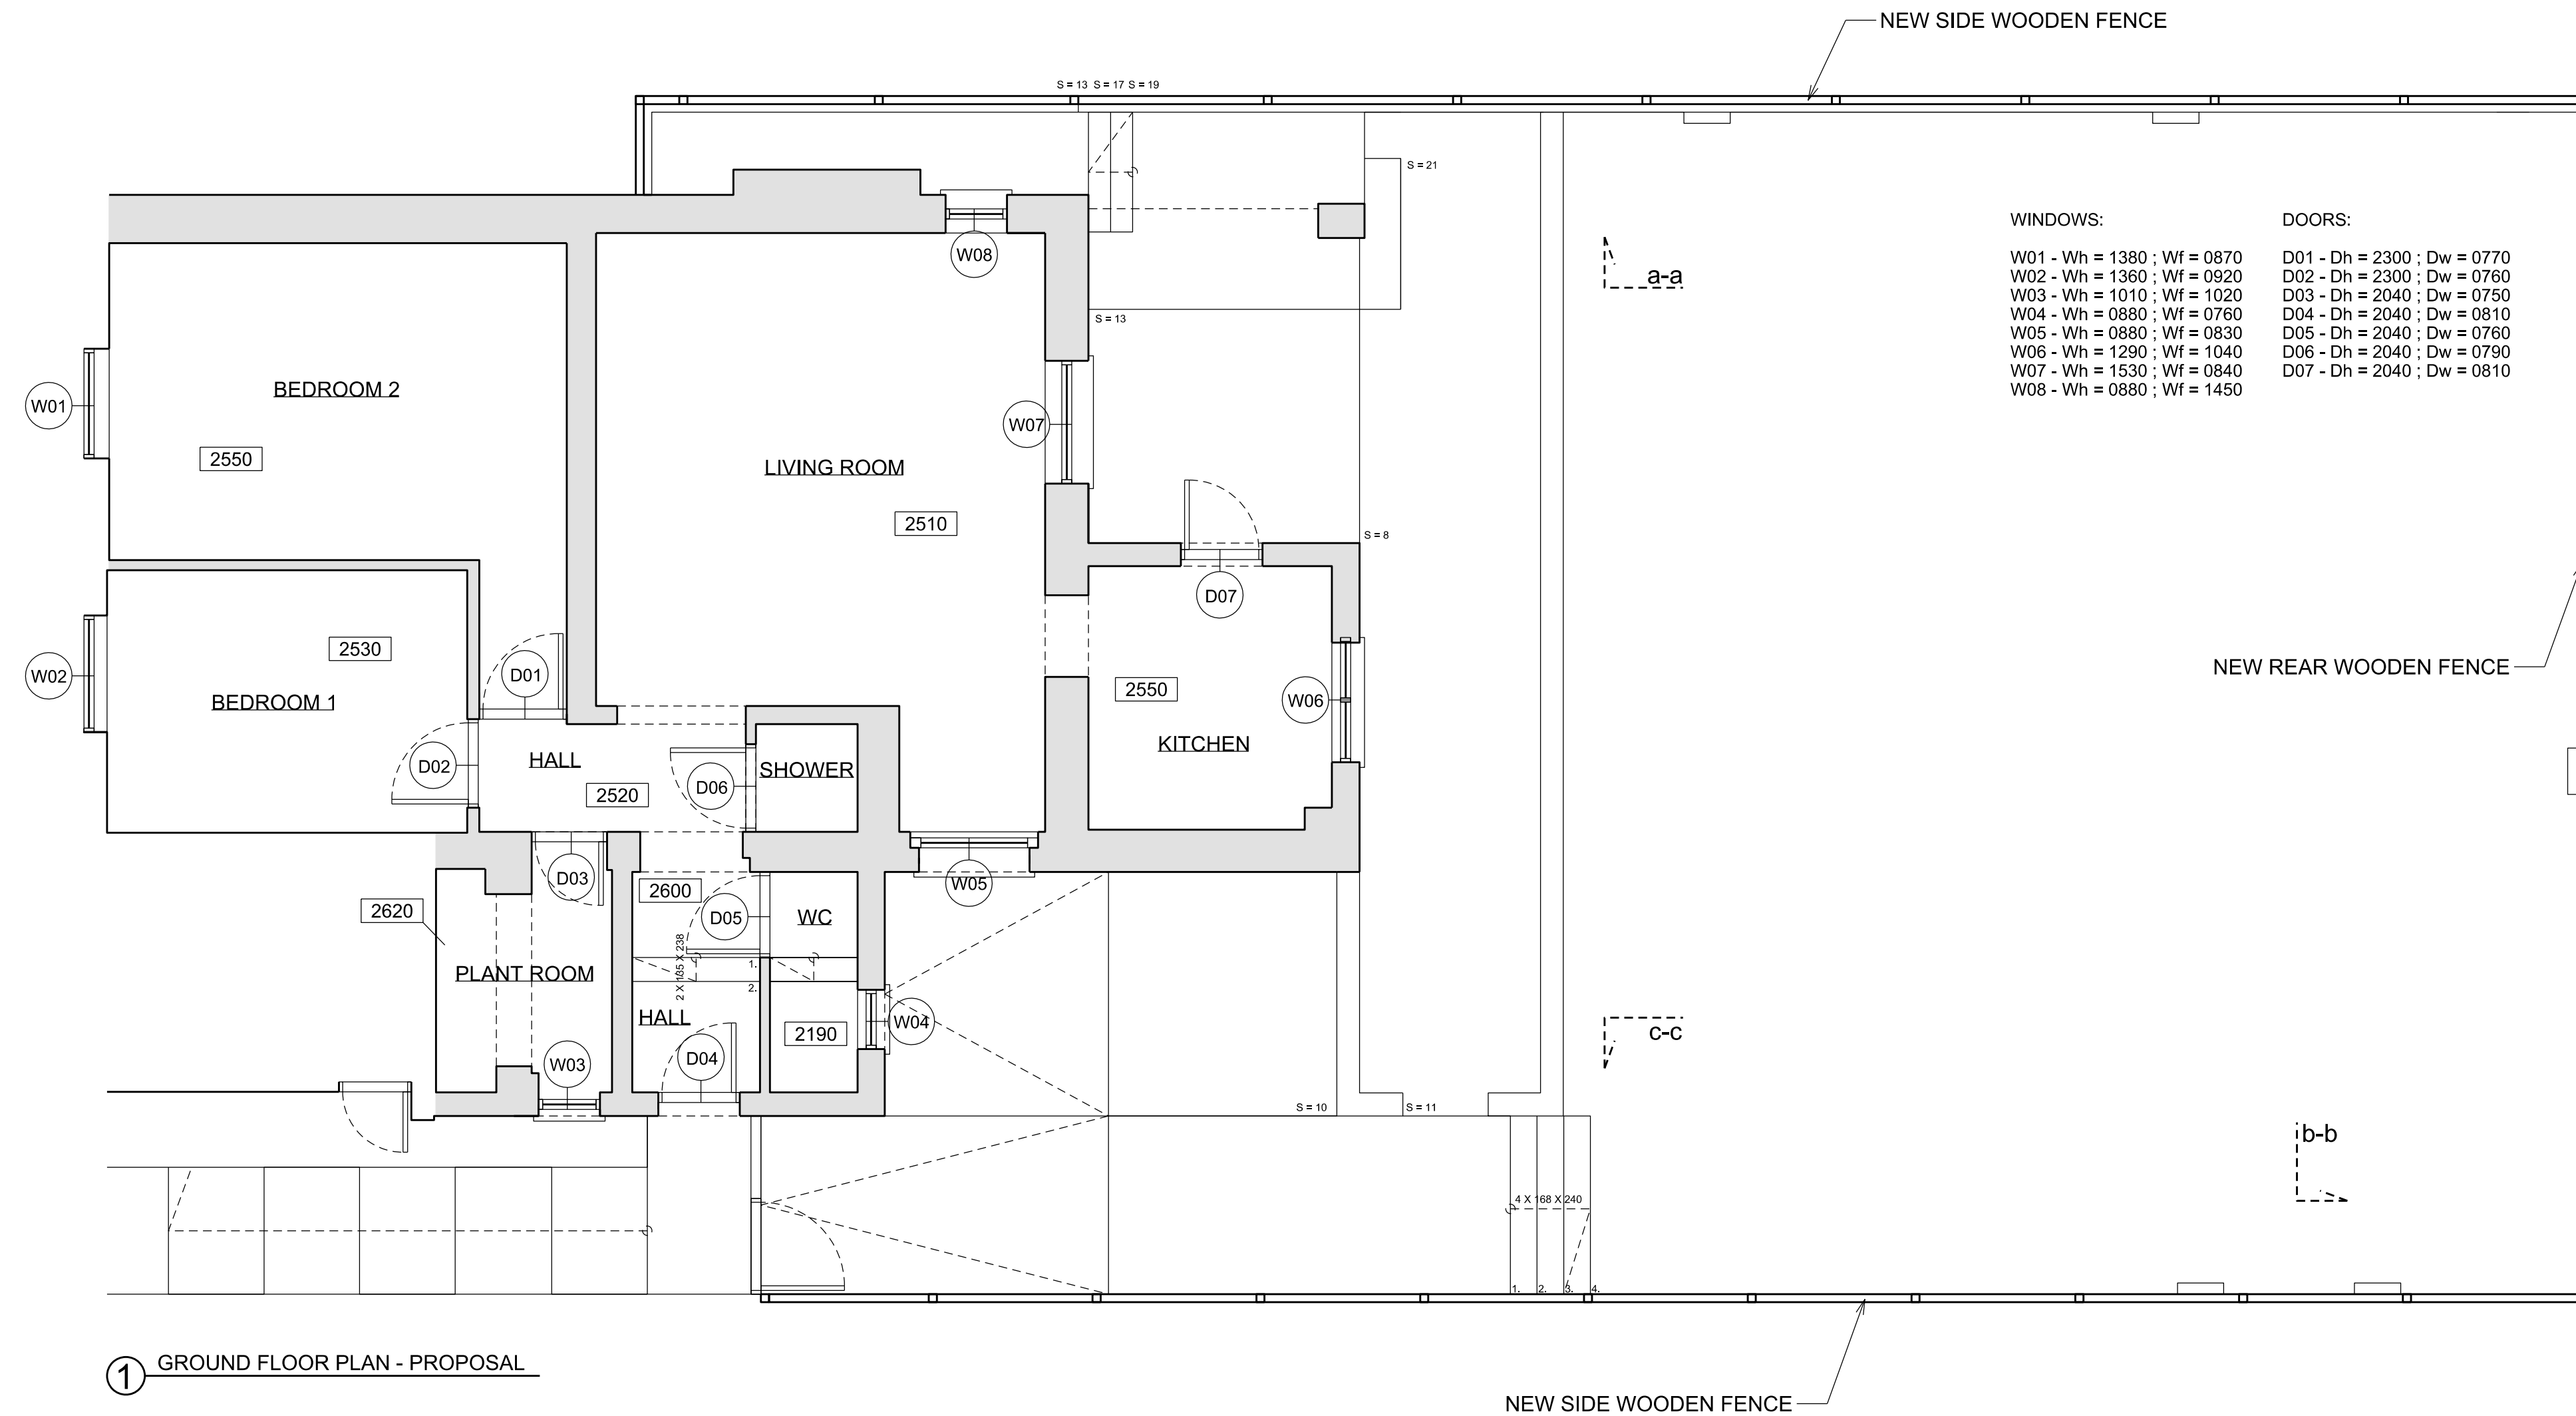 NEW SIDE WOODEN FENCE
S = 13 S = 17 S = 19
S = 21
WINDOWS:
W01 - Wh = 1380 ; Wf = 0870
W02 - Wh = 1360 ; Wf = 0920
W03 - Wh = 1010 ; Wf = 1020
W04 - Wh = 0880 ; Wf = 0760
W05 - Wh = 0880 ; Wf = 0830
W06 - Wh = 1290 ; Wf = 1040
W07 - Wh = 1530 ; Wf = 0840
W08 - Wh = 0880 ; Wf = 1450
DOORS:
D01 - Dh = 2300 ; Dw = 0770
D02 - Dh = 2300 ; Dw = 0760
D03 - Dh = 2040 ; Dw = 0750
D04 - Dh = 2040 ; Dw = 0810
D05 - Dh = 2040 ; Dw = 0760
D06 - Dh = 2040 ; Dw = 0790
D07 - Dh = 2040 ; Dw = 0810
W08
a-a
S = 13
BEDROOM 2
W01
W07
2550
LIVING ROOM
2510
S = 8
D07
2530
W02
D01
BEDROOM 1
2550
W06
NEW REAR WOODEN FENCE
KITCHEN
HALL
D02
SHOWER
D06
2520
D03
2600
W05
2620
D05
WC
2 X 135 X 238
PLANT ROOM
1.
2.
HALL
2190
W04
c-c
W03
D04
S = 10
S = 11
b-b
4 X 168 X 240
1.
2.
3.
4.
1
GROUND FLOOR PLAN - PROPOSAL
NEW SIDE WOODEN FENCE